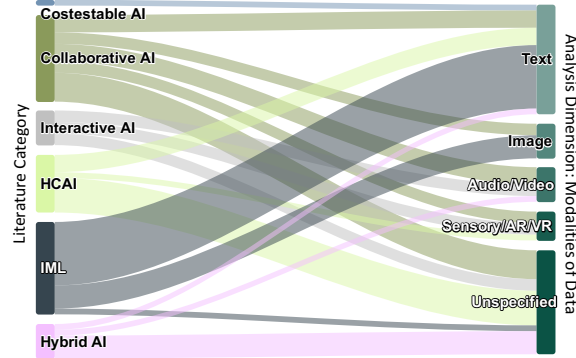 Costestable AI
Collaborative AI
Interactive AI
HCAI
IML
Hybrid AI
Literature Category
Text
Image
Audio/Video
Sensory/AR/VR
Unspecified
Analysis Dimension: Modalities of Data